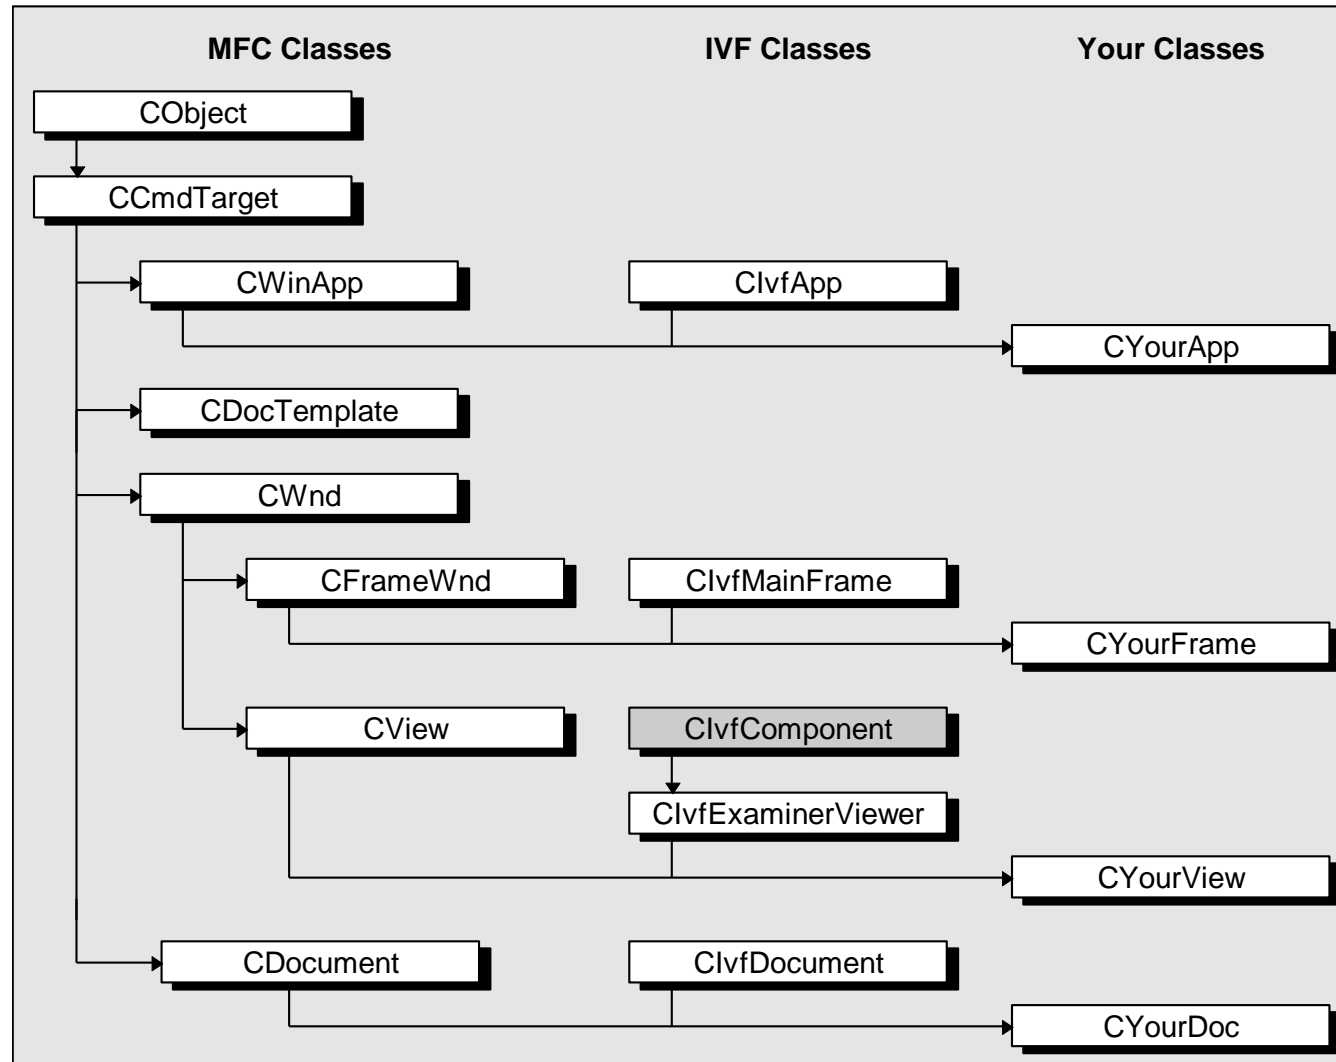 MFC Classes IVF Classes Your Classes
CObject
CCmdTarget
CWinApp CIvfApp
CYourApp
CDocTemplate
CWnd
CFrameWnd CIvfMainFrame
CYourFrame
CView CIvfComponent
CIvfExaminerViewer
CYourView
CDocument CIvfDocument
CYourDoc